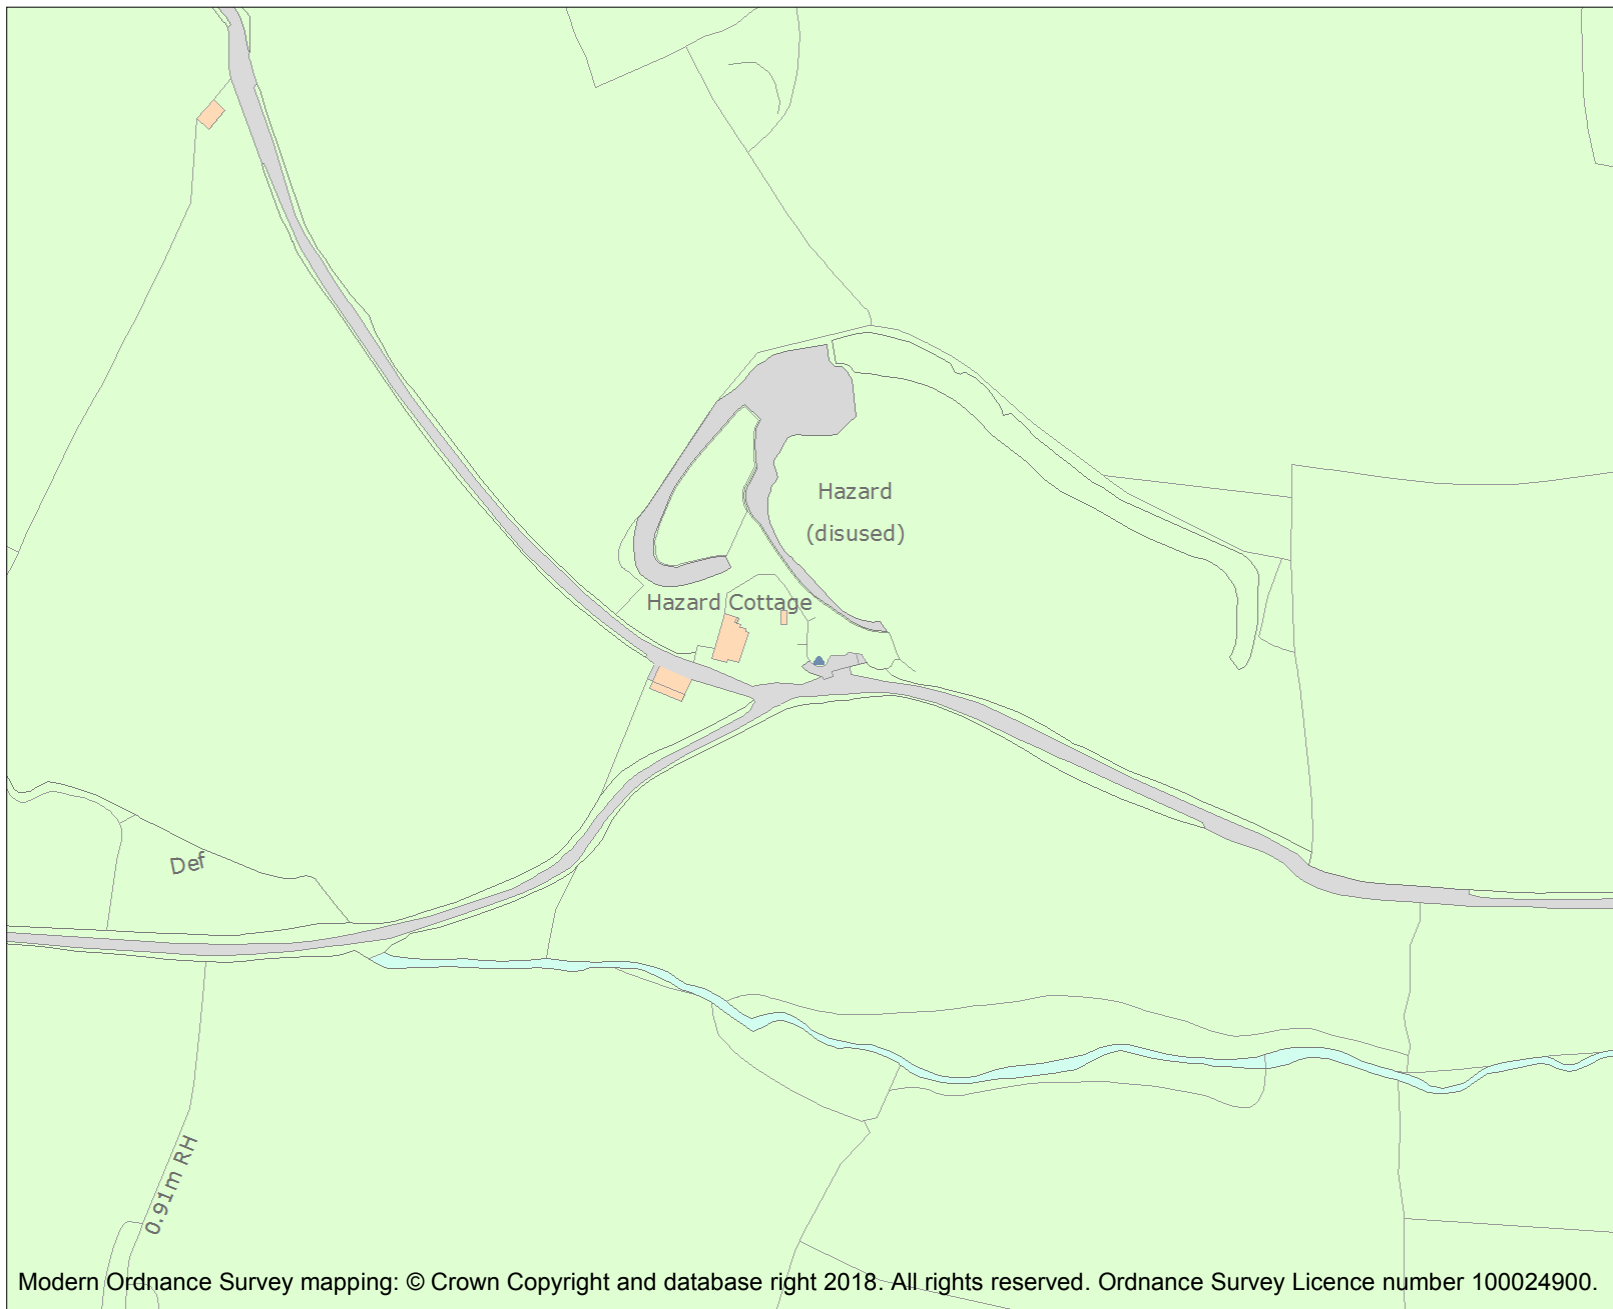 Hazard
(disused)
Hazard Cottage
Def
0.91m RH
Modern Ordnance Survey mapping: © Crown Copyright and database right 2018. All rights reserved. Ordnance Survey Licence number 100024900.